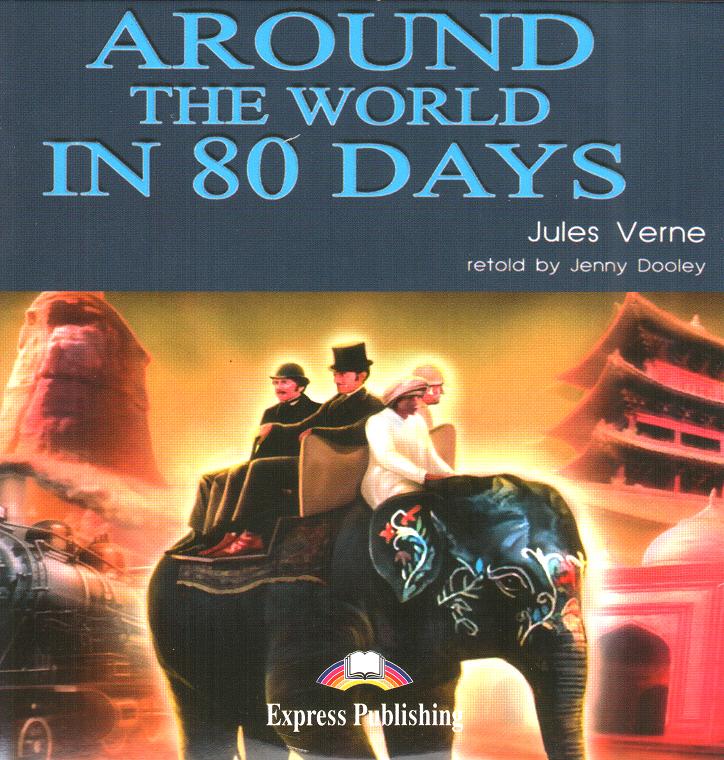 AROUND
THE WORLD
IN 80 DAYS
Jules Verne
retold by Jenny Dooley
Express Publishing